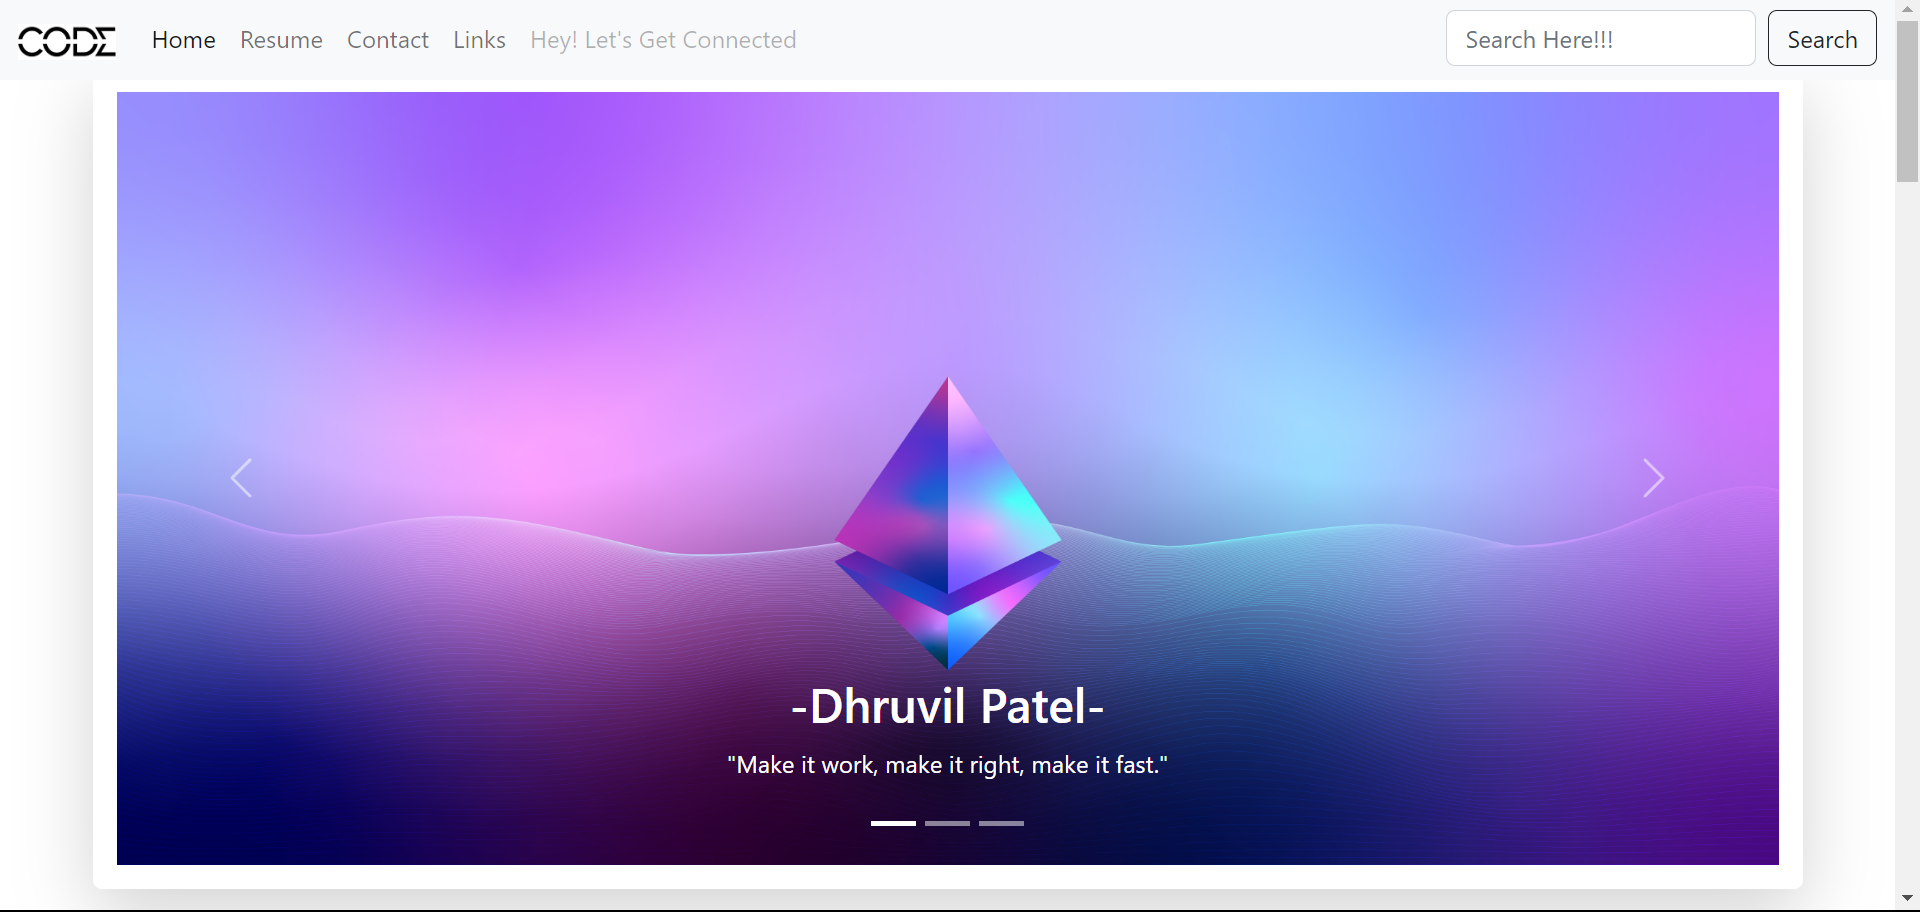 CODE
Home Resume Contact Links Hey! Let's Get Connected Search Here!!! Search
-Dhruvil Patel-
"Make it work, make it right, make it fast."